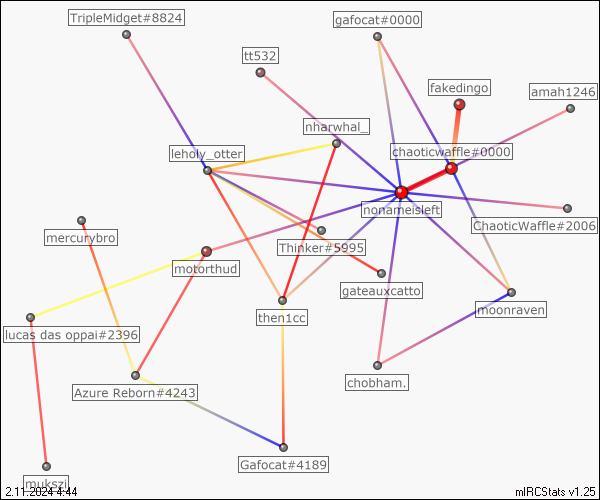 TripleMidget#8824
gafocat#0000
tt532
fakedingo
amah1246
nharwhal_
chaoticwaffle#0000
leholy_otter
nonameisleft
ChaoticWaffle#2006
mercurybro
Thinker#5995
motorthud
gateauxcatto
moonraven
then1cc
lucas das oppai#2396
chobham.
Azure Reborn#4243
Gafocat#4189
mukszi
2.11.2024 4:44
mIRCStats v1.25